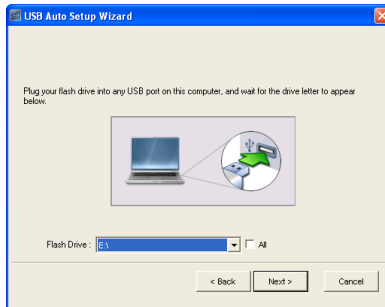 USB Auto Setup Wizard
Plug your flash drive into any USB port on this computer, and wait for the drive letter to appear
below.
Flash Drive : E:\ All
< Back Next > Cancel